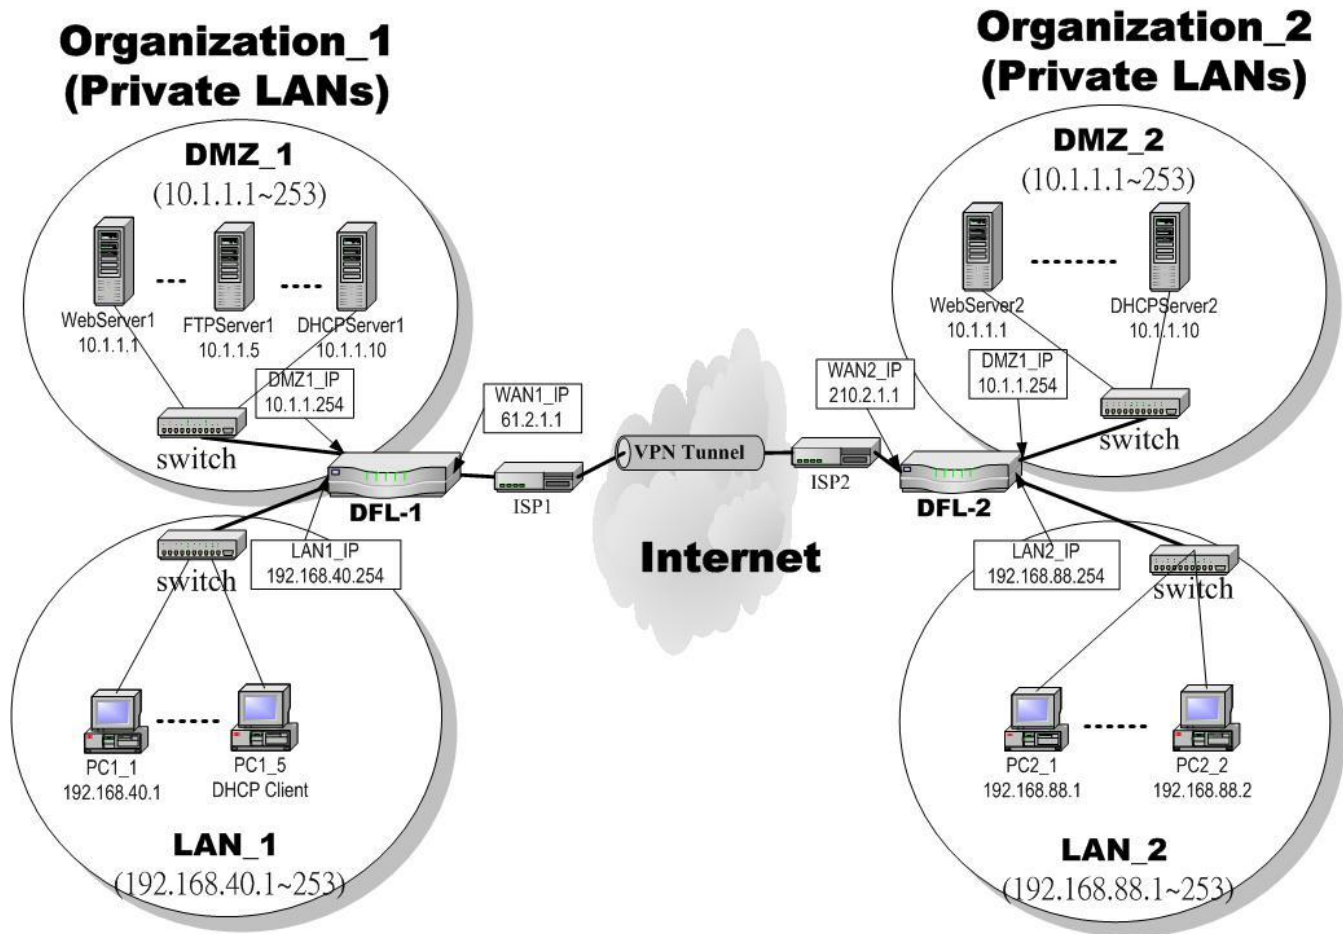 Organization_1
(Private LANs)
DMZ_1
(10.1.1.1~253)
WebServer1
10.1.1.1
FTPServer1
10.1.1.5
DHCPServer1
10.1.1.10
DMZ1_IP
10.1.1.254
switch
WAN1_IP
61.2.1.1
DFL-1
ISP1
LAN1_IP
192.168.40.254
switch
PC1_1
192.168.40.1
PC1_5
DHCP Client
LAN_1
(192.168.40.1~253)
VPN Tunnel
Internet
Organization_2
(Private LANs)
DMZ_2
(10.1.1.1~253)
WebServer2
10.1.1.1
DHCPServer2
10.1.1.10
WAN2_IP
210.2.1.1
DMZ1_IP
10.1.1.254
switch
ISP2
DFL-2
LAN2_IP
192.168.88.254
switch
PC2_1
192.168.88.1
PC2_2
192.168.88.2
LAN_2
(192.168.88.1~253)